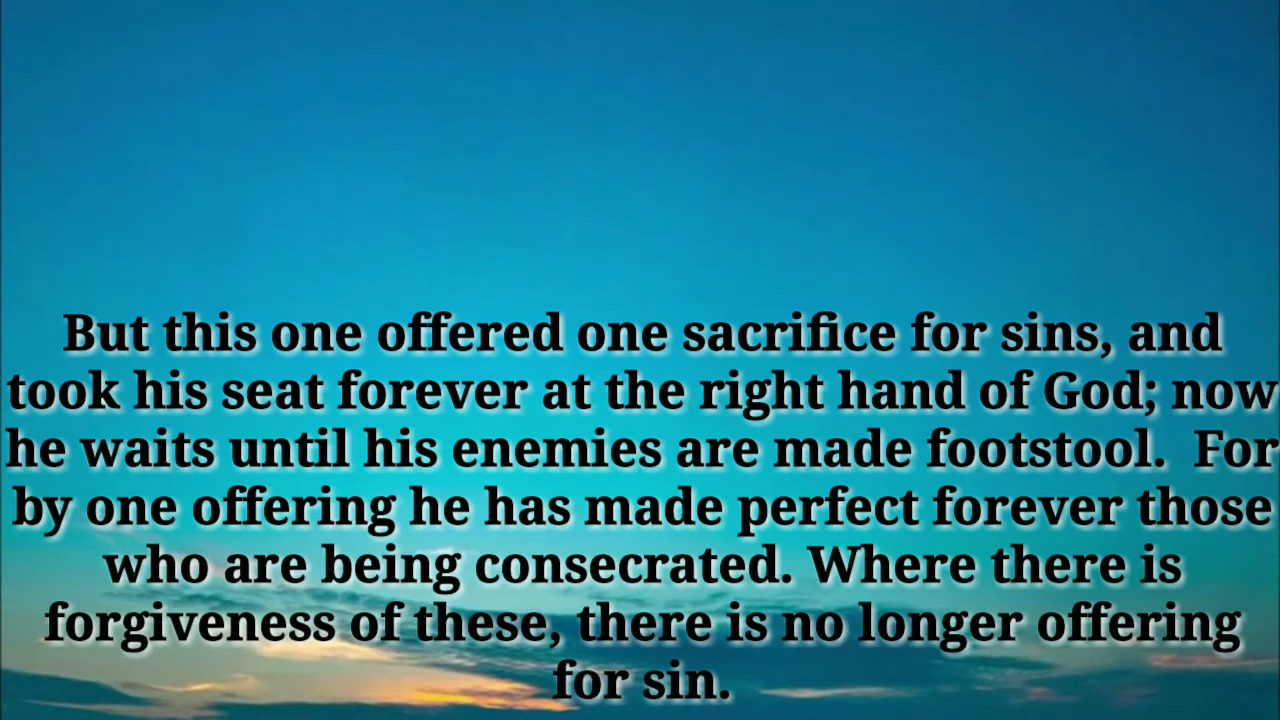 But this one offered one sacrifice for sins, and
took his seat forever at the right hand of God; now
he waits until his enemies are made footstool.  For
by one offering he has made perfect forever those
who are being consecrated. Where there is
forgiveness of these, there is no longer offering
for sin.